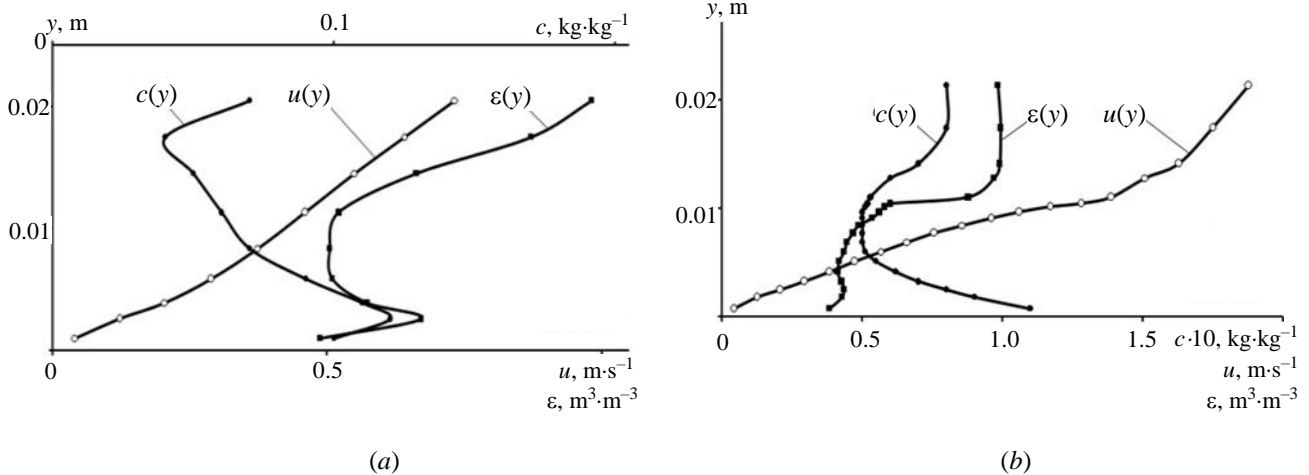 y, m 0.1 c, kg·kg⁻¹
0
c(y) u(y) ε(y)
0.02
0.01
0 0.5 u, m·s⁻¹
ε, m³·m⁻³
(a)
y, m
0.02
c(y) ε(y) u(y)
0.01
0 0.5 1.0 1.5 c·10, kg·kg⁻¹
u, m·s⁻¹
ε, m³·m⁻³
(b)